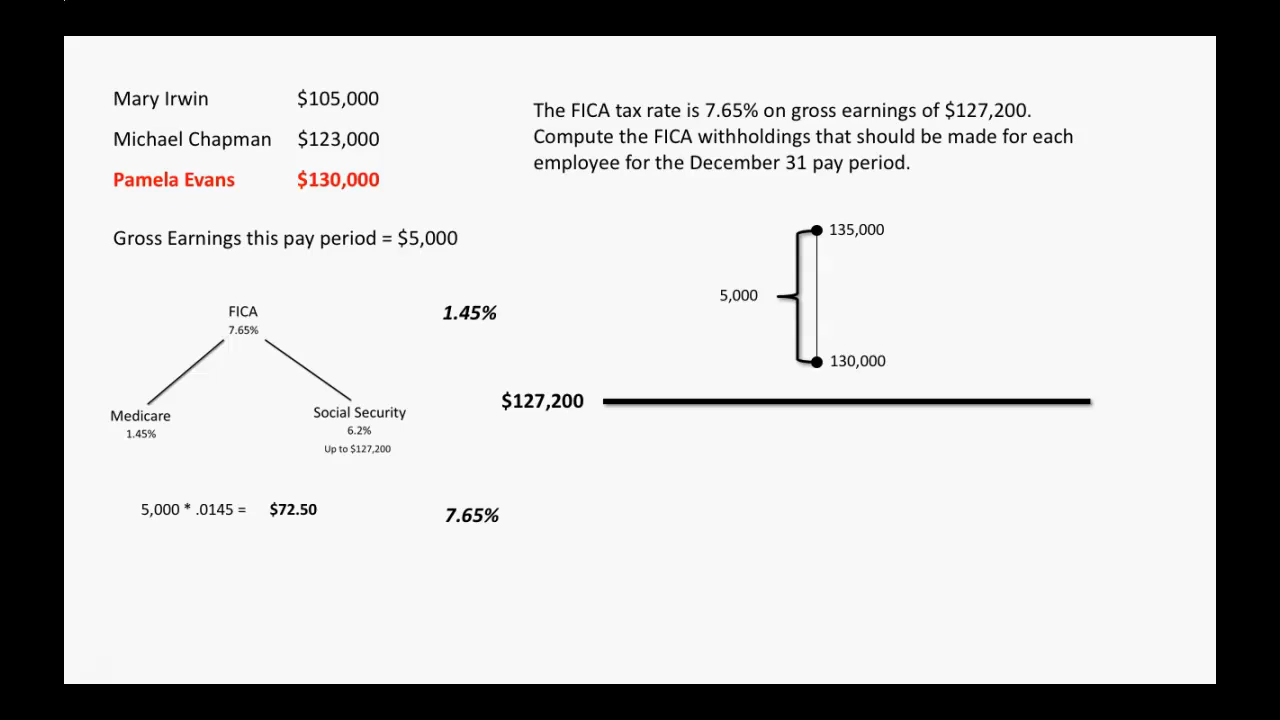 Mary Irwin $105,000
Michael Chapman $123,000
Pamela Evans $130,000
Gross Earnings this pay period = $5,000
The FICA tax rate is 7.65% on gross earnings of $127,200.
Compute the FICA withholdings that should be made for each
employee for the December 31 pay period.
135,000
5,000
130,000
FICA
7.65%
1.45%
Medicare
1.45%
Social Security
6.2%
Up to $127,200
$127,200
5,000 * .0145 = $72.50
7.65%